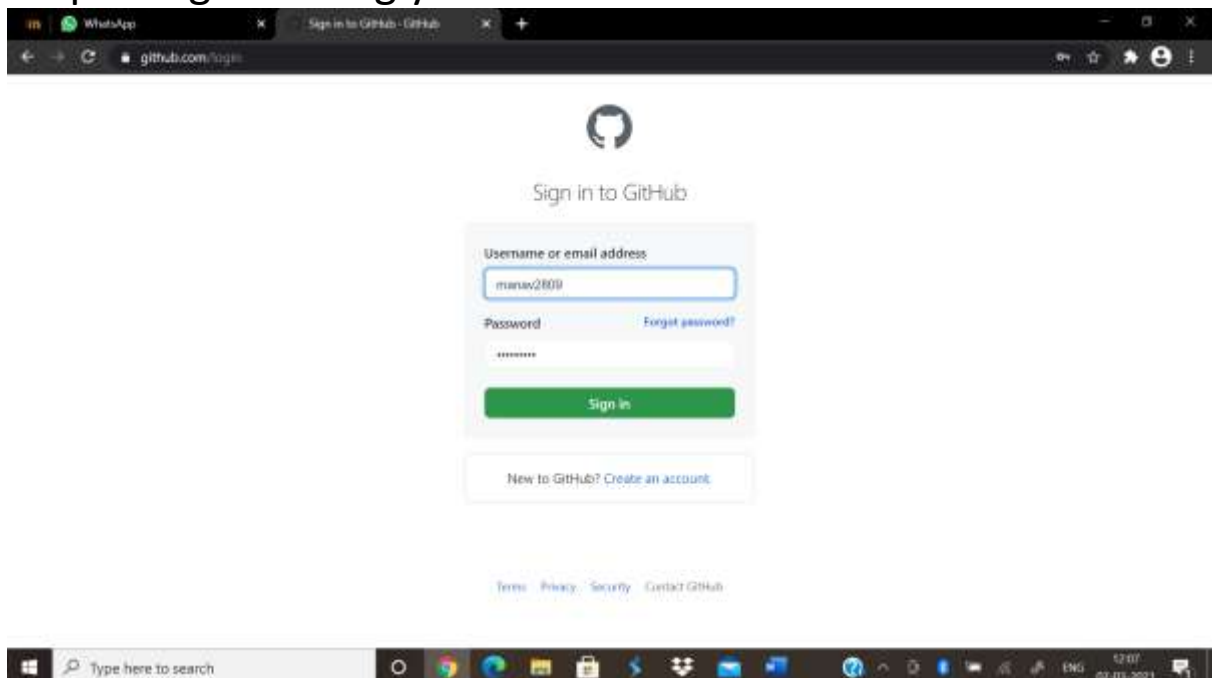 WhatsApp
Sign in to GitHub · GitHub
github.com/login
Sign in to GitHub
Username or email address
manav2809
Password
Forgot password?
Sign in
New to GitHub? Create an account.
Terms Privacy Security Contact GitHub
Type here to search
ENG
12:07